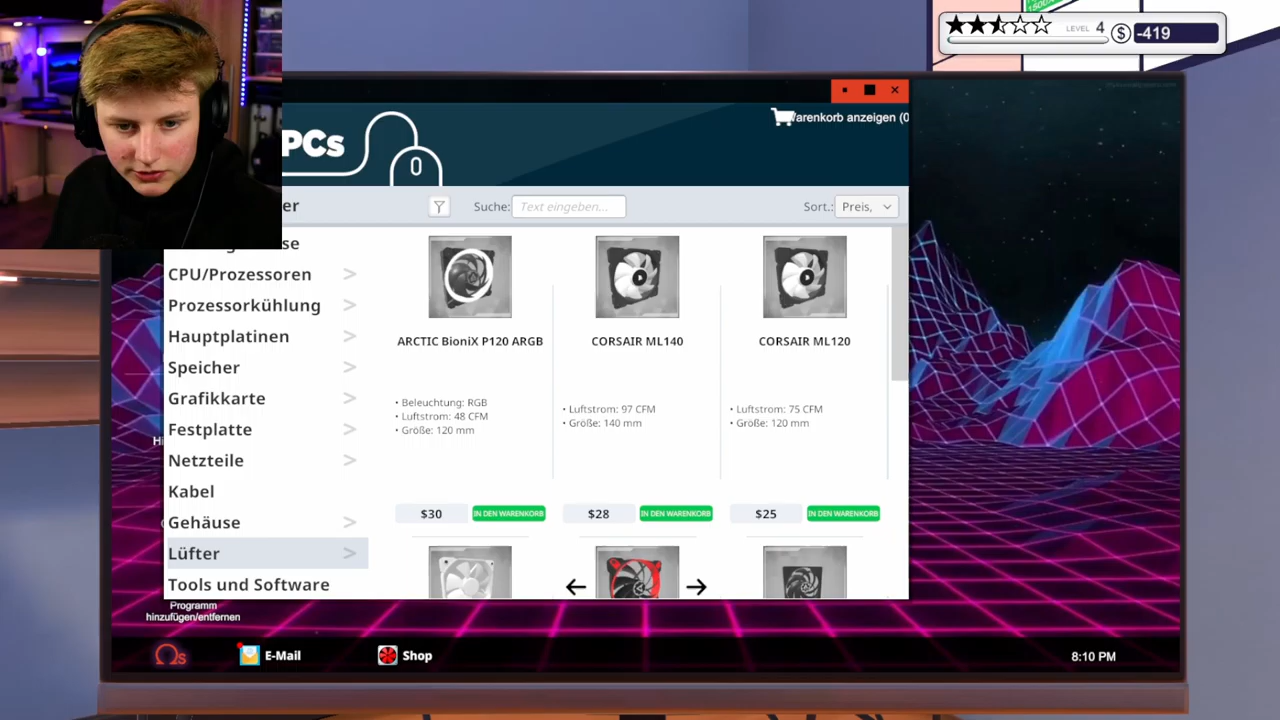 LEVEL 4 $ -419
PCs
arenkorb anzeigen (0
er
Suche: Text eingeben...
Sort.: Preis,
se
CPU/Prozessoren >
Prozessorkühlung >
Hauptplatinen >
Speicher >
Grafikkarte >
Festplatte >
Netzteile >
Kabel
Gehäuse >
Lüfter >
Tools und Software
ARCTIC BioniX P120 ARGB
• Beleuchtung: RGB
• Luftstrom: 48 CFM
• Größe: 120 mm
$30 IN DEN WARENKORB
CORSAIR ML140
• Luftstrom: 97 CFM
• Größe: 140 mm
$28 IN DEN WARENKORB
CORSAIR ML120
• Luftstrom: 75 CFM
• Größe: 120 mm
$25 IN DEN WARENKORB
Hi
Programm
hinzufügen/entfernen
Ωs
E-Mail
Shop
8:10 PM